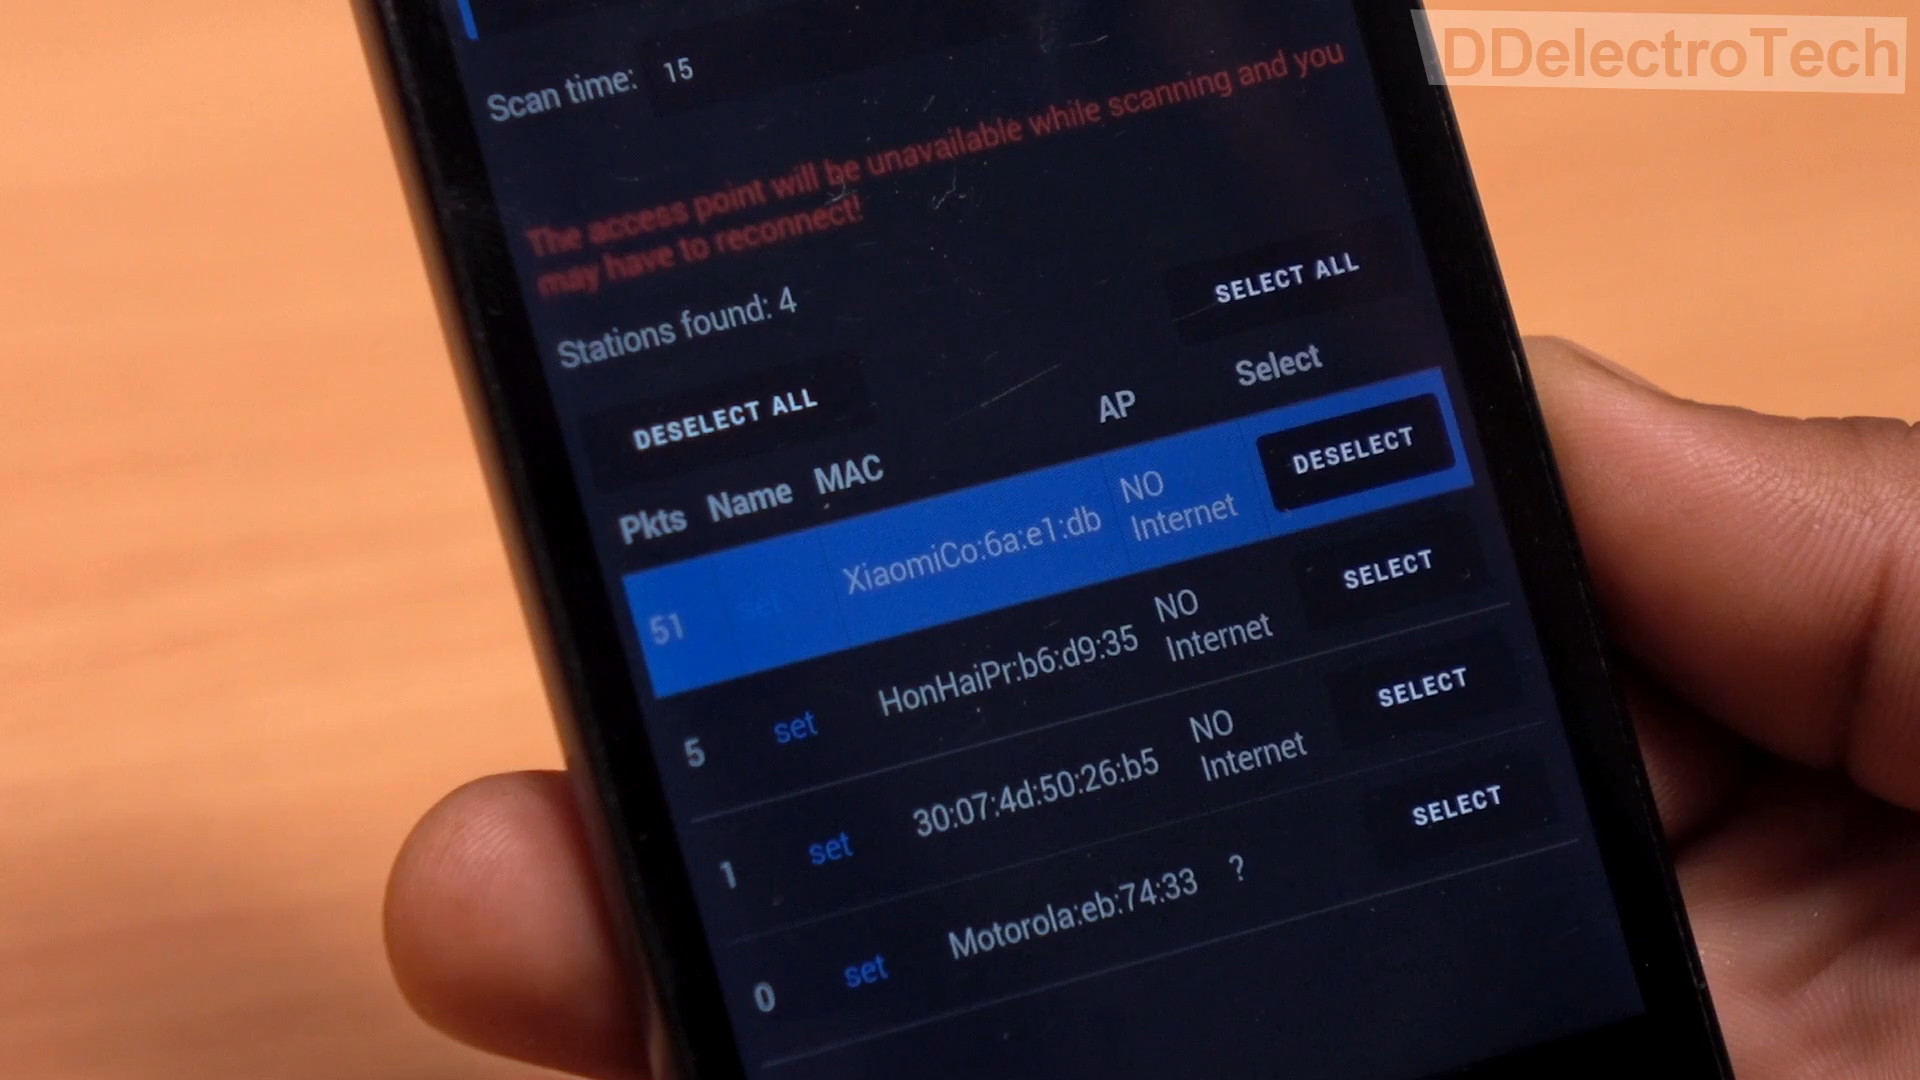 DDelectroTech
Scan time: 15
The access point will be unavailable while scanning and you
may have to reconnect!
Stations found: 4
SELECT ALL
DESELECT ALL
Pkts Name MAC AP Select
51 set XiaomiCo:6a:e1:db NO Internet DESELECT
5 set HonHaiPr:b6:d9:35 NO Internet SELECT
1 set 30:07:4d:50:26:b5 NO Internet SELECT
0 set Motorola:eb:74:33 ? SELECT